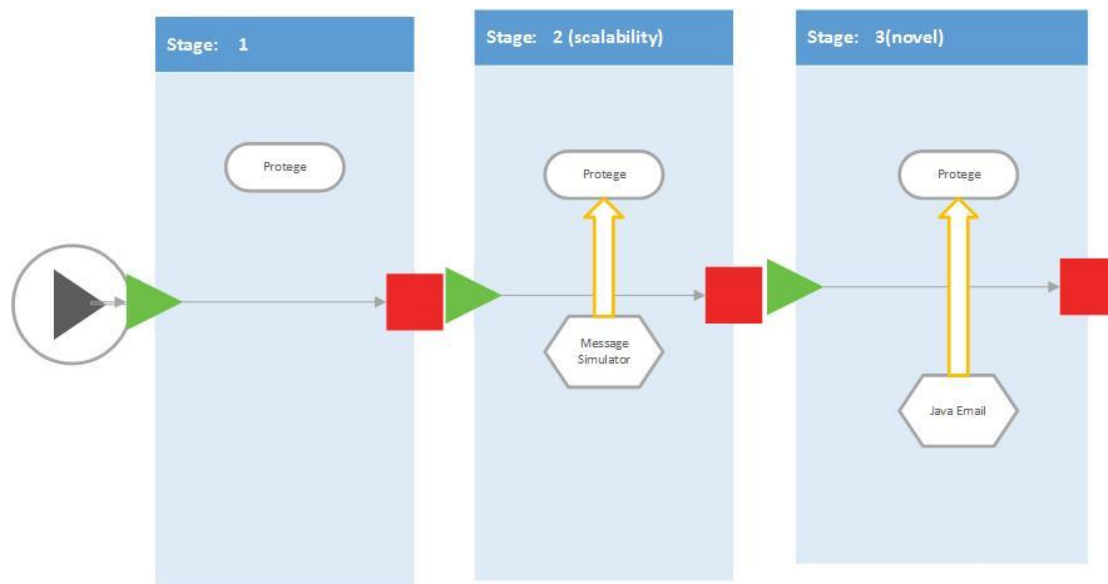 Stage: 1
Stage: 2 (scalability)
Stage: 3(novel)
Protege
Protege
Protege
Message
Simulator
Java Email